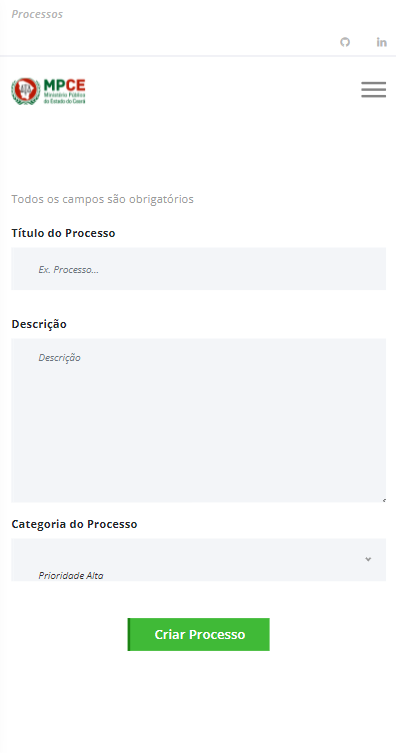 Processos
MPCE
Ministério Público
do Estado do Ceará
Todos os campos são obrigatórios
Título do Processo
Ex. Processo...
Descrição
Descrição
Categoria do Processo
Prioridade Alta
Criar Processo